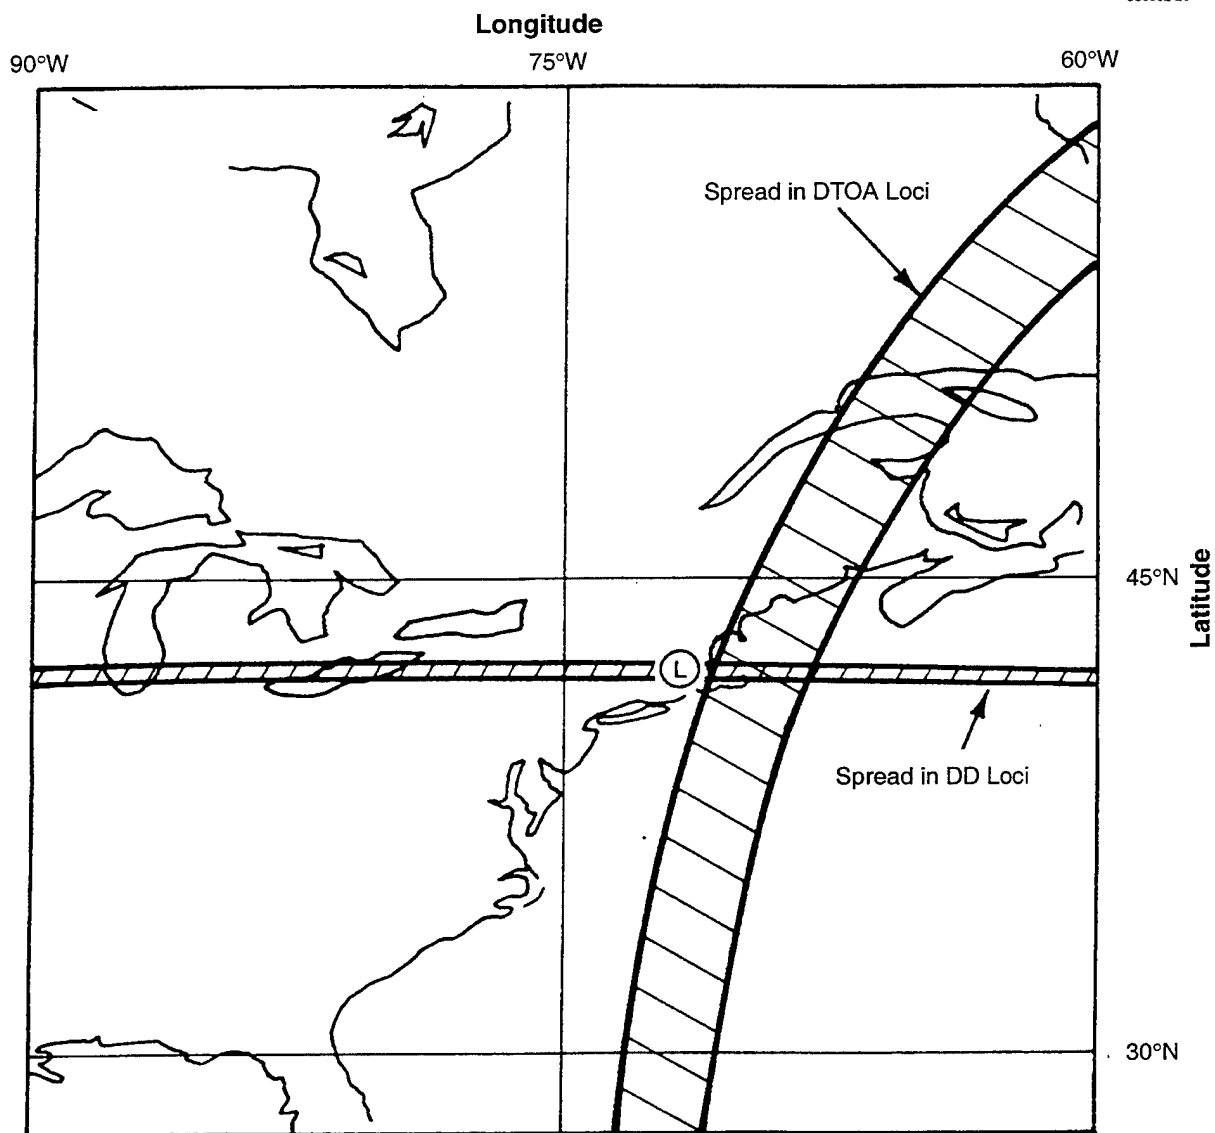 Longitude
90°W 75°W 60°W
Spread in DTOA Loci
45°N
Latitude
L
Spread in DD Loci
30°N